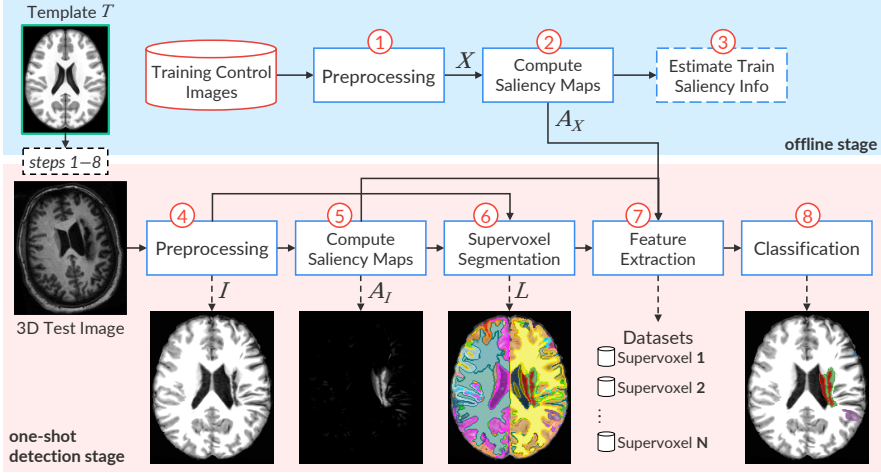 Template T
Training Control
Images
1
Preprocessing
X
2
Compute
Saliency Maps
3
Estimate Train
Saliency Info
A_X
offline stage
steps 1–8
4
Preprocessing
5
Compute
Saliency Maps
6
Supervoxel
Segmentation
7
Feature
Extraction
8
Classification
3D Test Image
I
A_I
L
Datasets
Supervoxel 1
Supervoxel 2
⋮
Supervoxel N
one-shot
detection stage